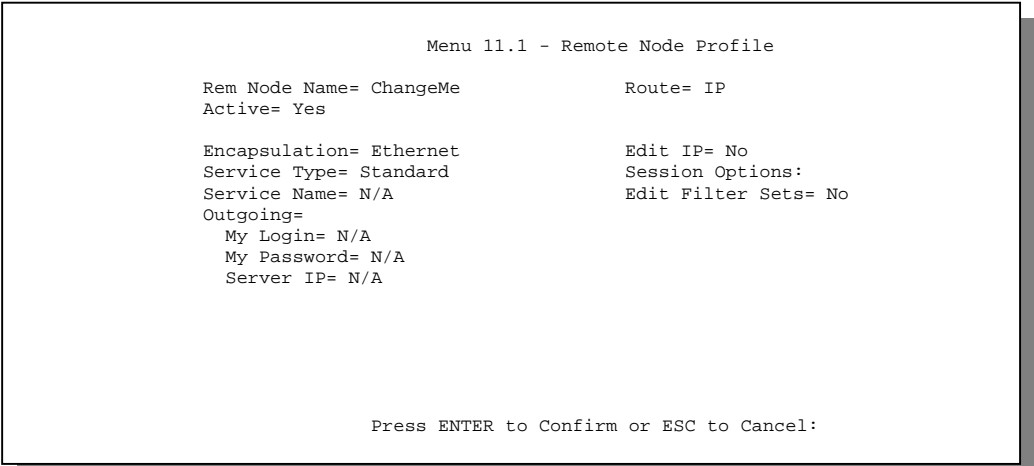 Menu 11.1 - Remote Node Profile
Rem Node Name= ChangeMe Route= IP
Active= Yes
Encapsulation= Ethernet Edit IP= No
Service Type= Standard Session Options:
Service Name= N/A Edit Filter Sets= No
Outgoing=
My Login= N/A
My Password= N/A
Server IP= N/A
Press ENTER to Confirm or ESC to Cancel: